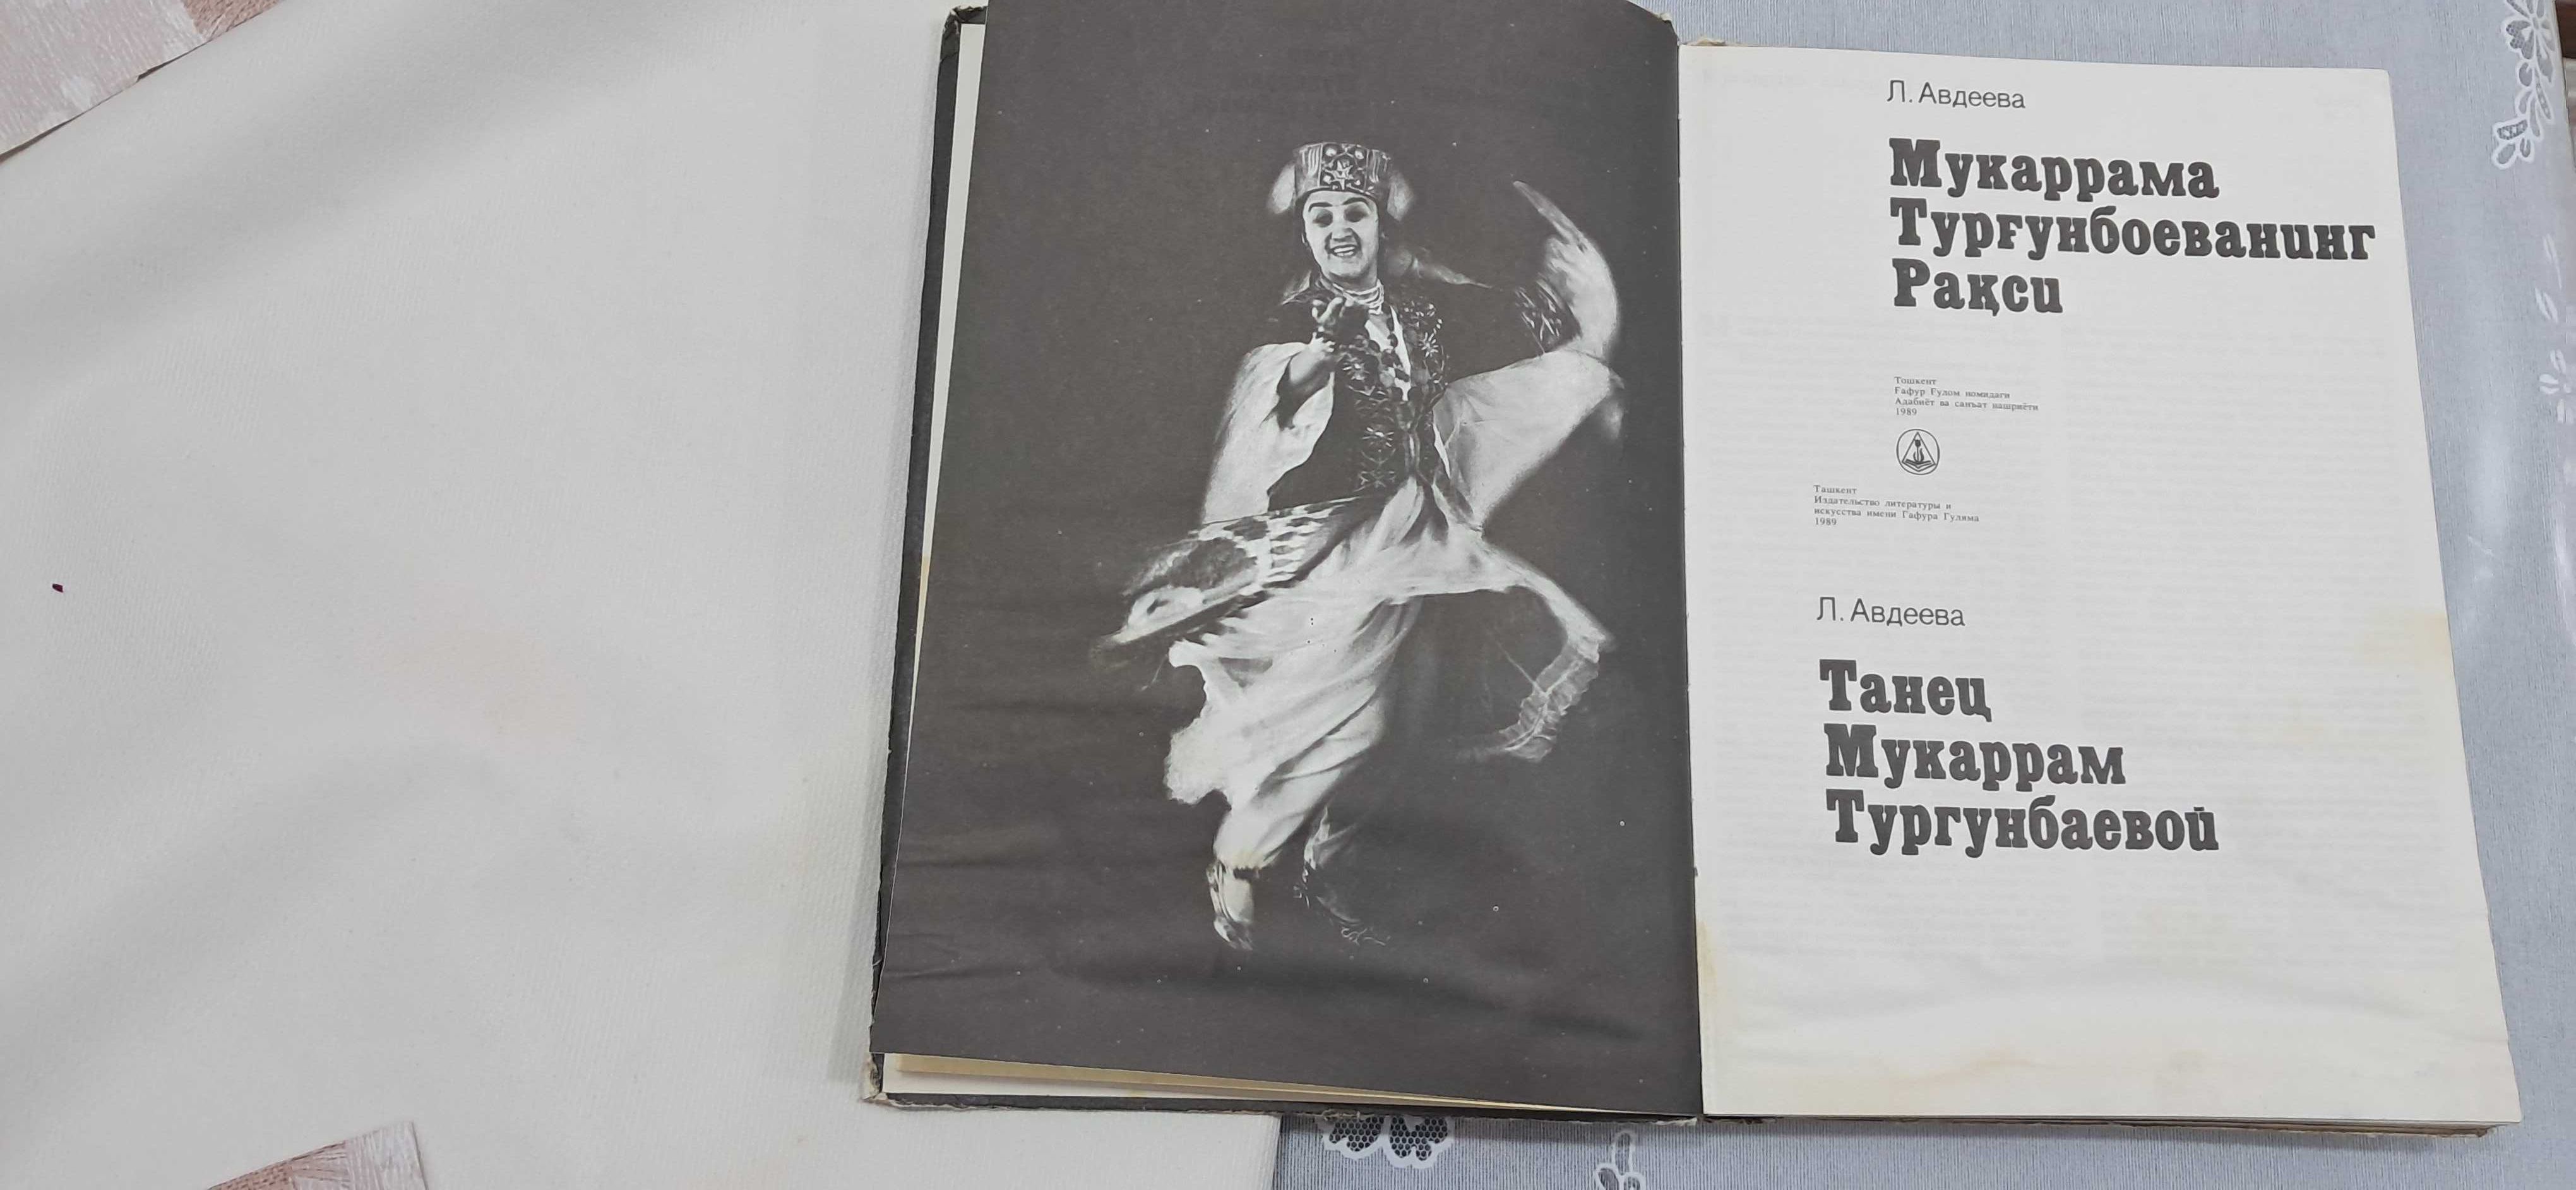 Л. Авдеева
Мукаррама
Турғунбоеванинг
Рақси
Тошкент
Ғафур Ғулом номидаги
Адабиёт ва санъат нашриёти
1989
Ташкент
Издательство литературы и
искусства имени Гафура Гуляма
1989
Л. Авдеева
Танец
Мукаррам
Тургунбаевой